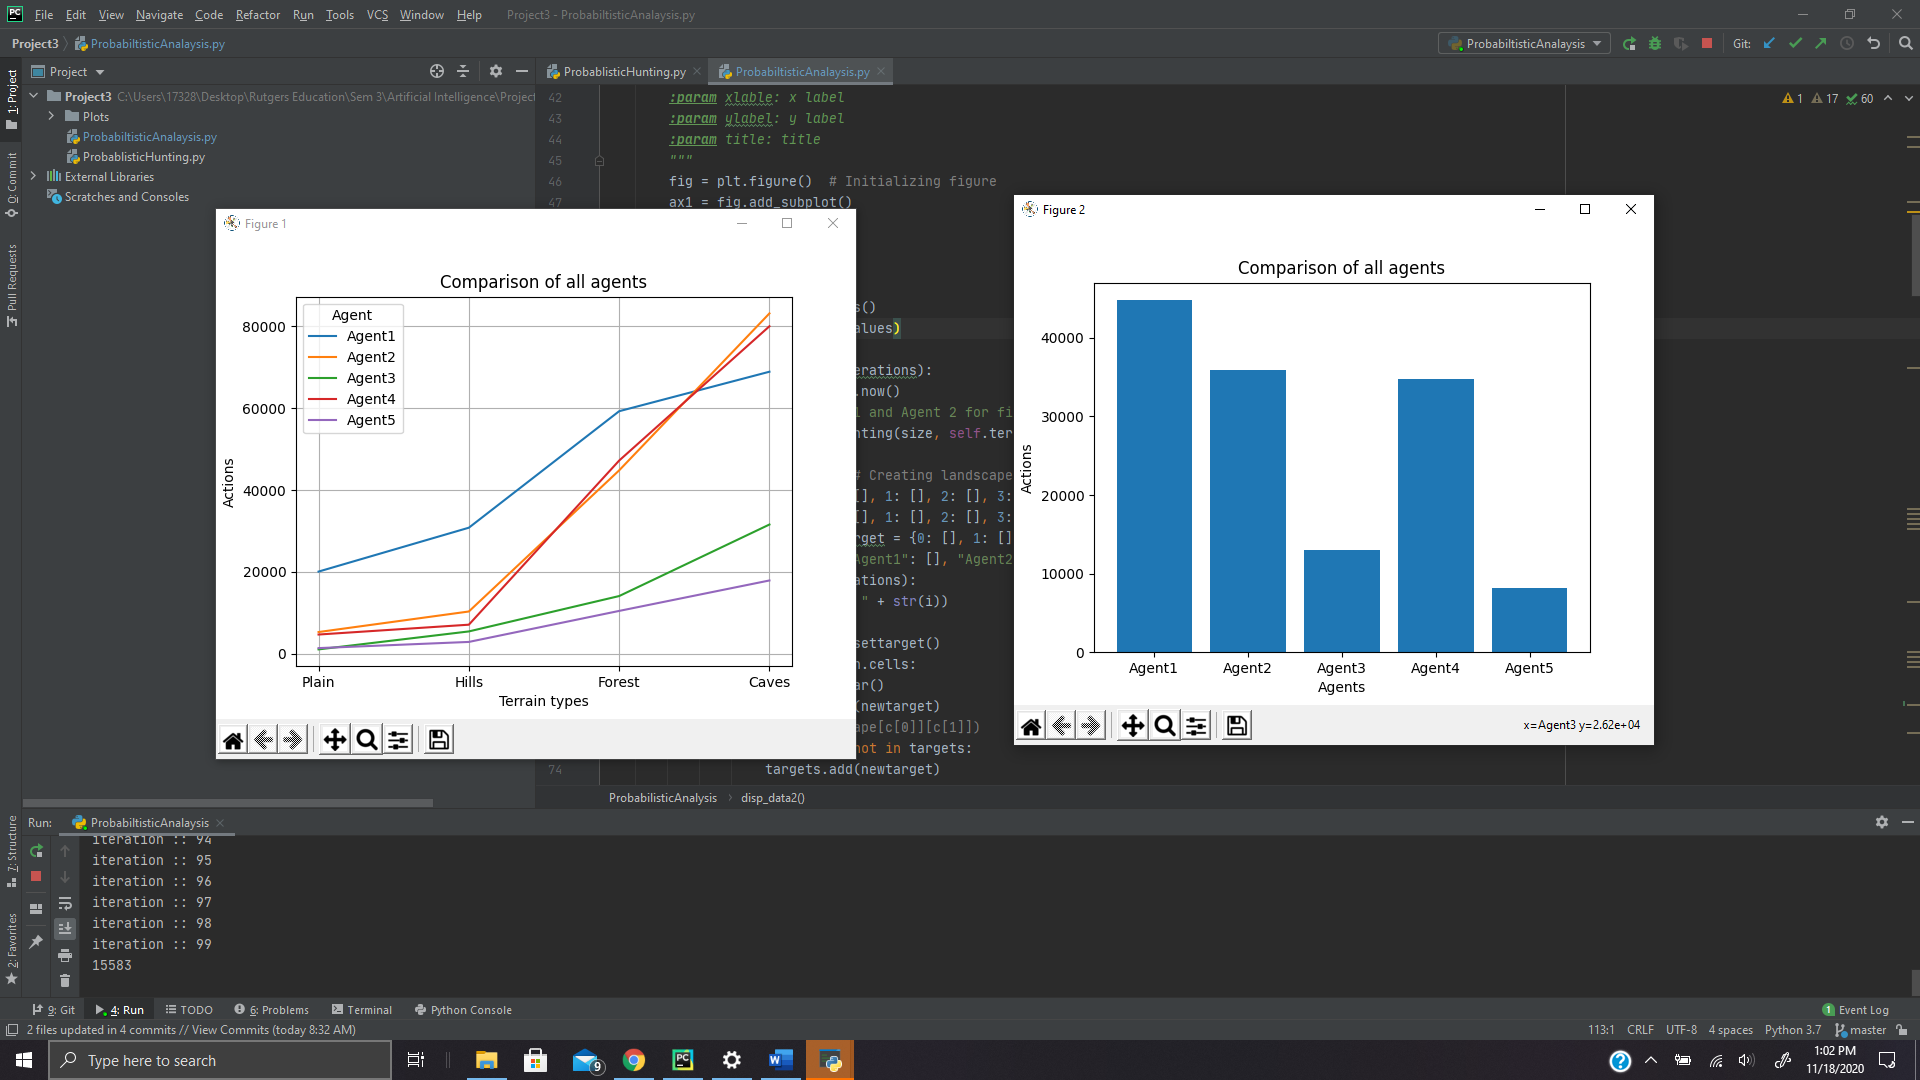 PC File Edit View Navigate Code Refactor Run Tools VCS Window Help Project3 - ProbabiltisticAnalaysis.py
Project3 ProbabiltisticAnalaysis.py ProbabiltisticAnalaysis Git:
Project ProbablisticHunting.py ProbabiltisticAnalaysis.py
1: Project
0: Commit
Pull Requests
7: Structure
2: Favorites
Project3 C:\Users\17328\Desktop\Rutgers Education\Sem 3\Artificial Intelligence\Project
Plots
ProbabiltisticAnalaysis.py
ProbablisticHunting.py
External Libraries
Scratches and Consoles
1 17 60
42 :param xlable: x label
43 :param ylabel: y label
44 :param title: title
45 """
46 fig = plt.figure() # Initializing figure
47 ax1 = fig.add_subplot()
s()
alues)
erations):
.now()
1 and Agent 2 for fi
nting(size, self.ter
# Creating landscape
[], 1: [], 2: [], 3:
[], 1: [], 2: [], 3:
rget = {0: [], 1: []
Agent1": [], "Agent2
ations):
" + str(i))
settarget()
n.cells:
ar()
(newtarget)
ape[c[0]][c[1]])
not in targets:
74 targets.add(newtarget)
ProbabilisticAnalysis disp_data2()
Figure 1
Comparison of all agents
Agent
Agent1
Agent2
Agent3
Agent4
Agent5
80000
60000
40000
20000
0
Actions
Plain Hills Forest Caves
Terrain types
Figure 2
Comparison of all agents
40000
30000
20000
10000
0
Actions
Agent1 Agent2 Agent3 Agent4 Agent5
Agents
x=Agent3 y=2.62e+04
Run: ProbabiltisticAnalaysis
iteration :: 94
iteration :: 95
iteration :: 96
iteration :: 97
iteration :: 98
iteration :: 99
15583
9: Git 4: Run TODO 6: Problems Terminal Python Console 1 Event Log
2 files updated in 4 commits // View Commits (today 8:32 AM) 113:1 CRLF UTF-8 4 spaces Python 3.7 master
Type here to search 9 PC W ? 1:02 PM
11/18/2020